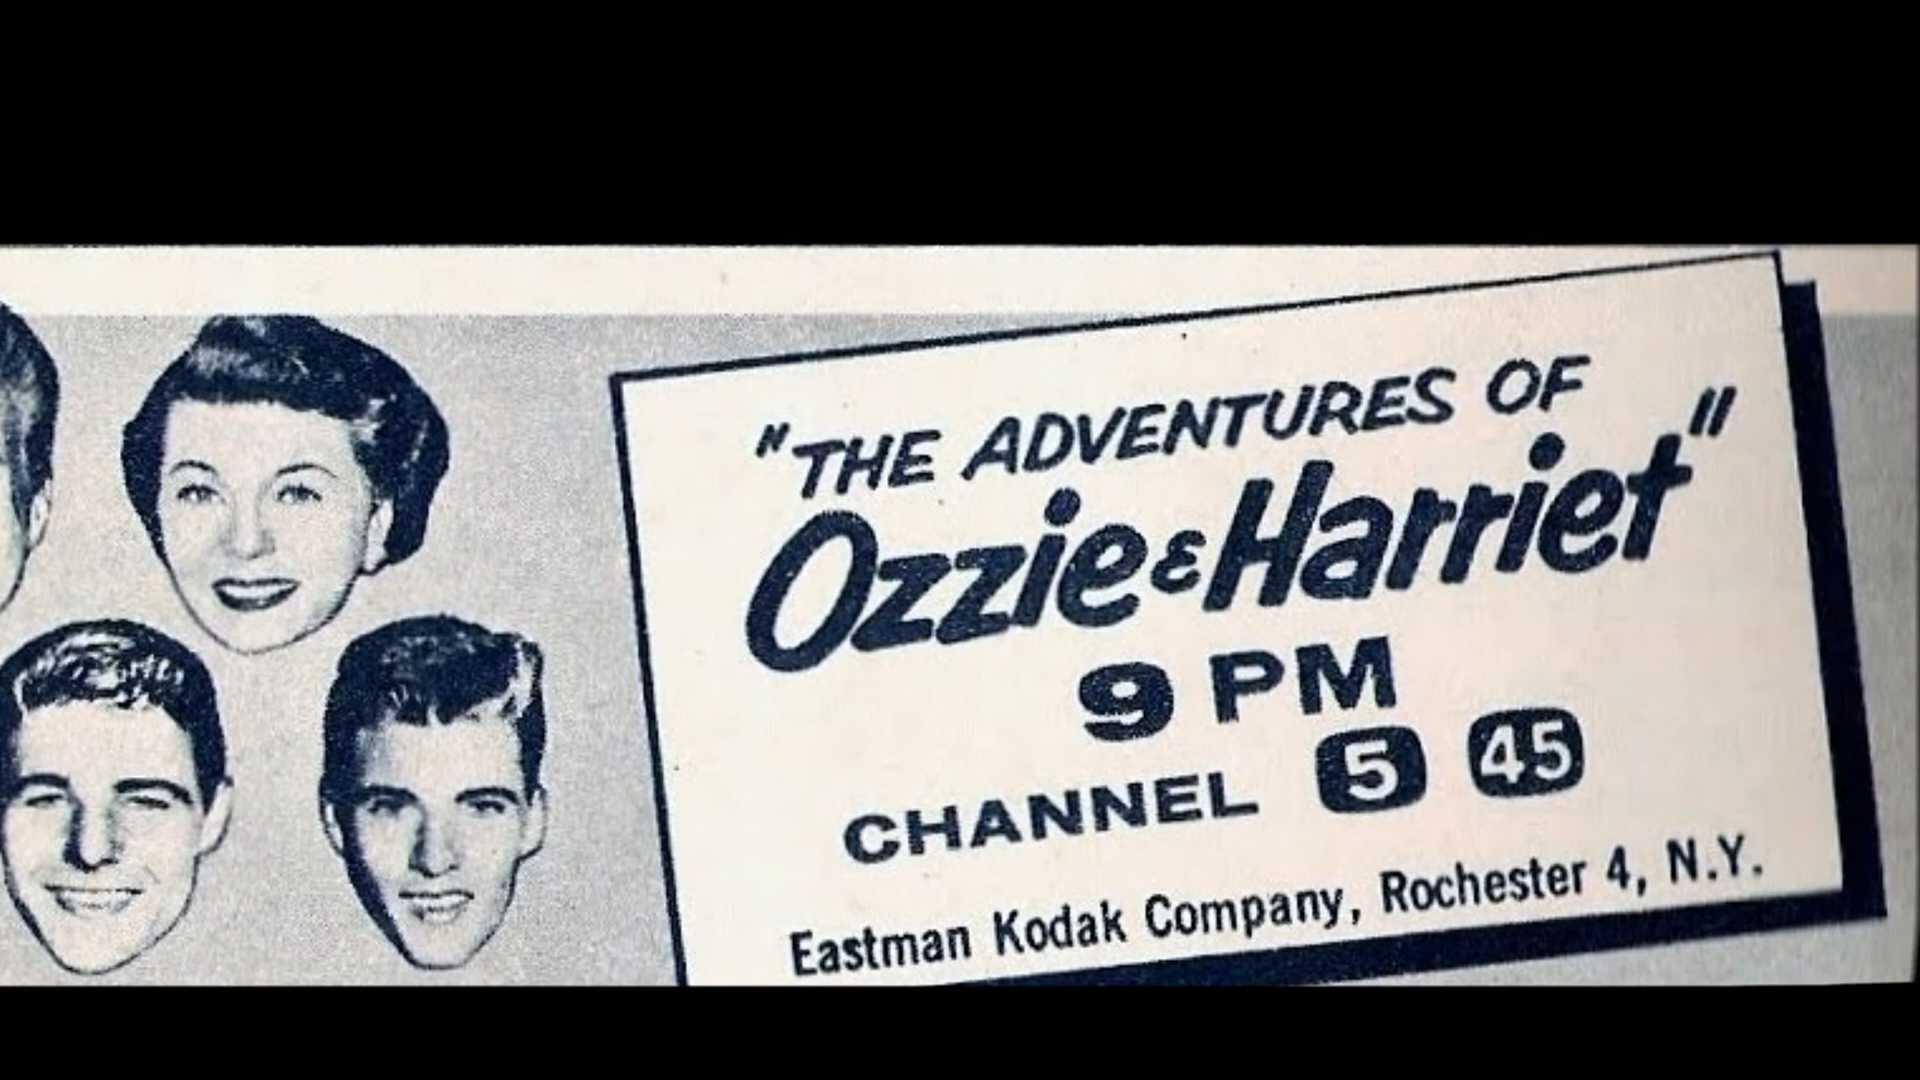 "THE ADVENTURES OF
Ozzie & Harriet"
9 PM
CHANNEL 5 45
Eastman Kodak Company, Rochester 4, N.Y.